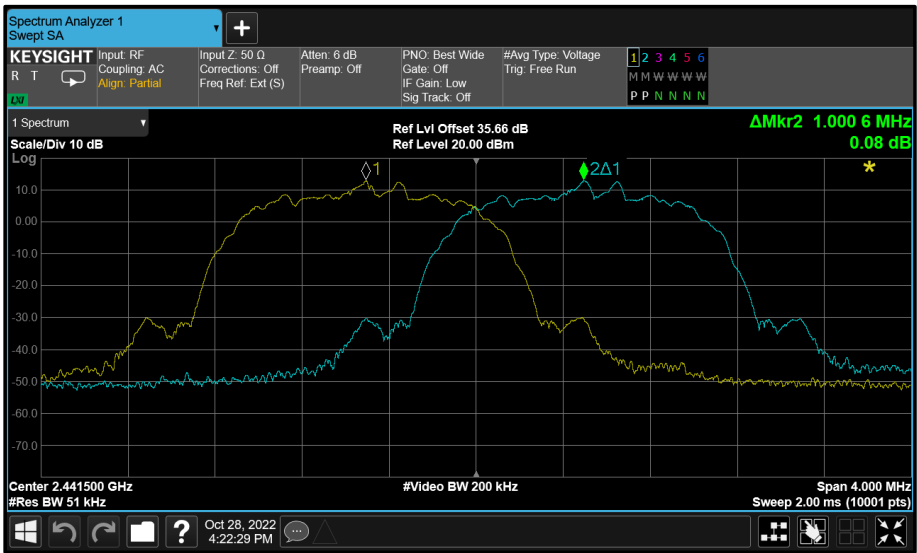 Spectrum Analyzer 1
Swept SA
+
KEYSIGHT
R T
LXI
Input: RF
Coupling: AC
Align: Partial
Input Z: 50 Ω
Corrections: Off
Freq Ref: Ext (S)
Atten: 6 dB
Preamp: Off
PNO: Best Wide
Gate: Off
IF Gain: Low
Sig Track: Off
#Avg Type: Voltage
Trig: Free Run
1 2 3 4 5 6
M M W W W W
P P N N N N
1 Spectrum
Scale/Div 10 dB
Ref Lvl Offset 35.66 dB
Ref Level 20.00 dBm
ΔMkr2 1.000 6 MHz
0.08 dB
Log
1
2Δ1
*
10.0
0.00
-10.0
-20.0
-30.0
-40.0
-50.0
-60.0
-70.0
Center 2.441500 GHz
#Video BW 200 kHz
Span 4.000 MHz
#Res BW 51 kHz
Sweep 2.00 ms (10001 pts)
?
Oct 28, 2022
4:22:29 PM